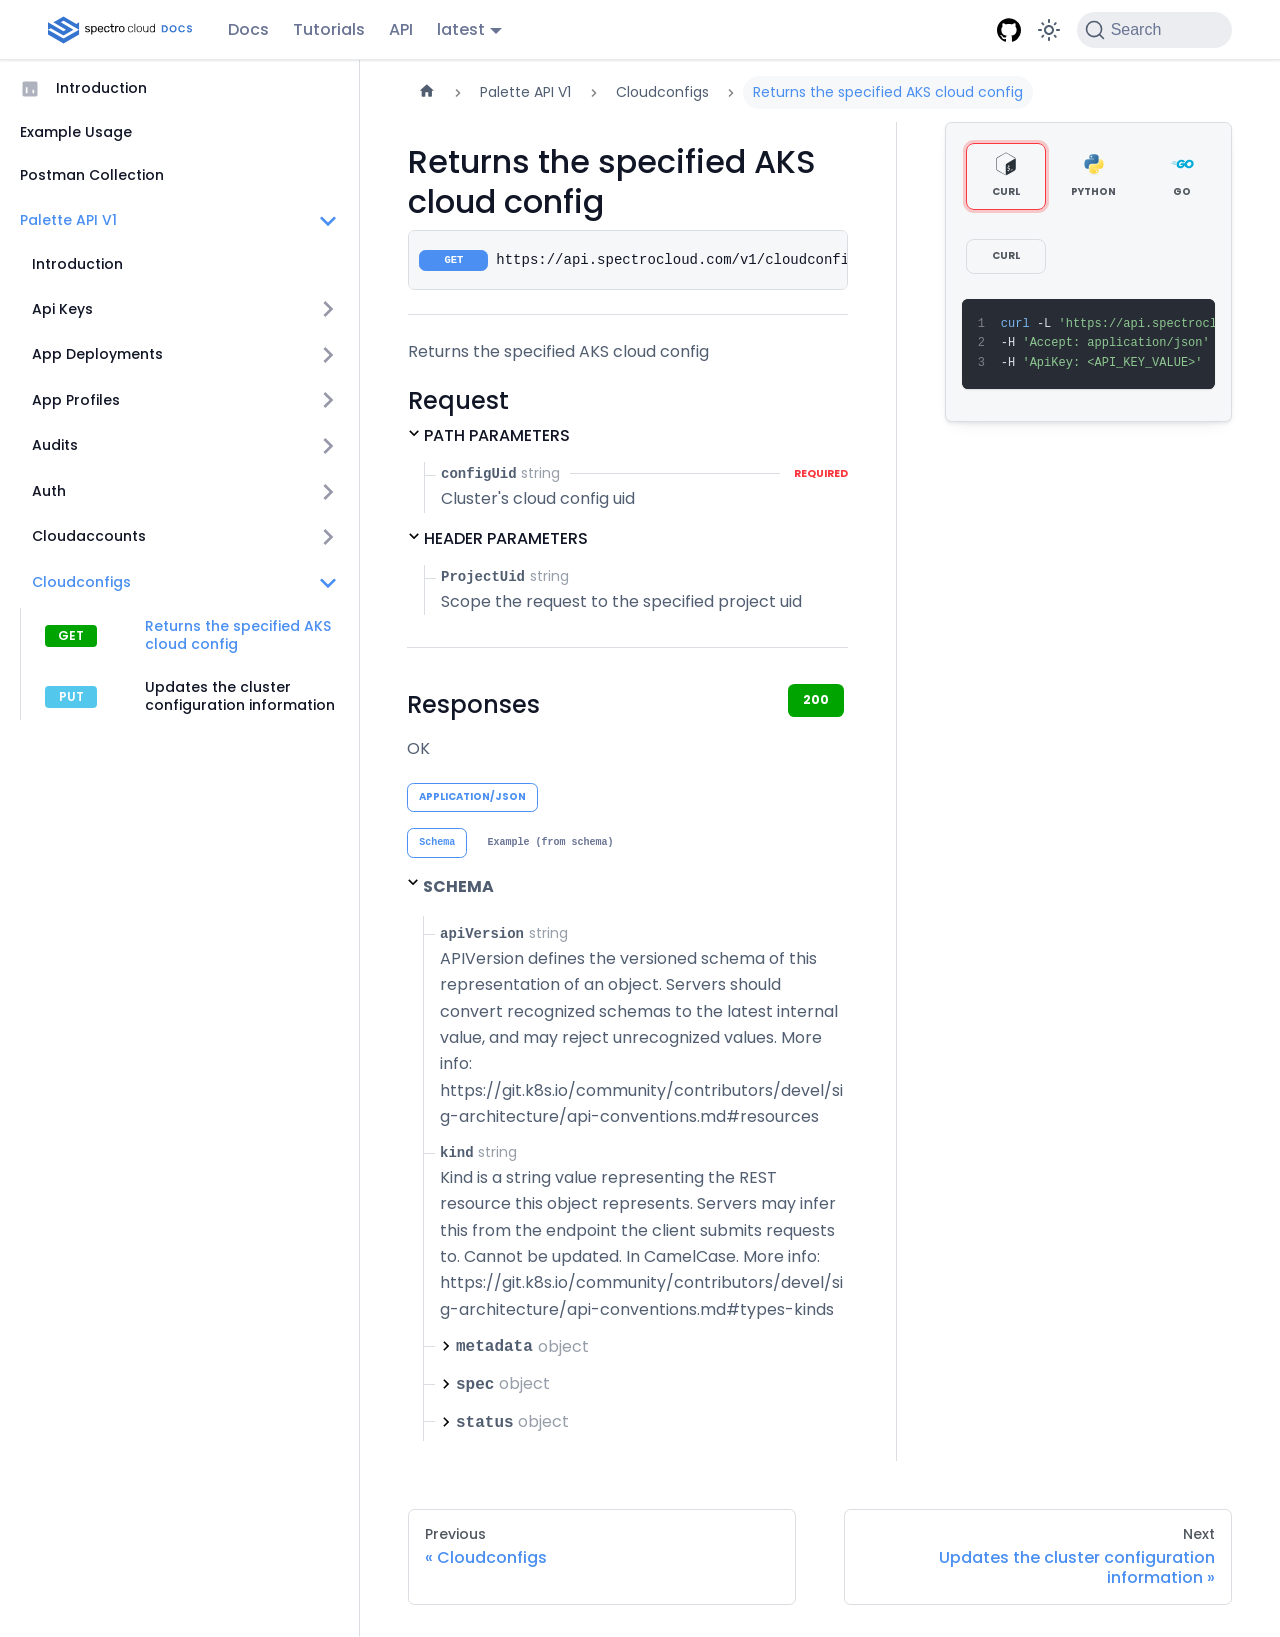 spectro cloud DOCS
Docs
Tutorials
API
latest
Search
Introduction
Example Usage
Postman Collection
Palette API V1
Introduction
Api Keys
App Deployments
App Profiles
Audits
Auth
Cloudaccounts
Cloudconfigs
GET
Returns the specified AKS
cloud config
PUT
Updates the cluster
configuration information
Palette API V1
Cloudconfigs
Returns the specified AKS cloud config
Returns the specified AKS
cloud config
GET https://api.spectrocloud.com/v1/cloudconfi
Returns the specified AKS cloud config
Request
PATH PARAMETERS
configUid string REQUIRED
Cluster's cloud config uid
HEADER PARAMETERS
ProjectUid string
Scope the request to the specified project uid
Responses
200
OK
APPLICATION/JSON
Schema
Example (from schema)
SCHEMA
apiVersion string
APIVersion defines the versioned schema of this
representation of an object. Servers should
convert recognized schemas to the latest internal
value, and may reject unrecognized values. More
info:
https://git.k8s.io/community/contributors/devel/si
g-architecture/api-conventions.md#resources
kind string
Kind is a string value representing the REST
resource this object represents. Servers may infer
this from the endpoint the client submits requests
to. Cannot be updated. In CamelCase. More info:
https://git.k8s.io/community/contributors/devel/si
g-architecture/api-conventions.md#types-kinds
metadata object
spec object
status object
CURL
PYTHON
GO
CURL
1 curl -L 'https://api.spectrocl
2 -H 'Accept: application/json'
3 -H 'ApiKey: <API_KEY_VALUE>'
Previous
« Cloudconfigs
Next
Updates the cluster configuration
information »